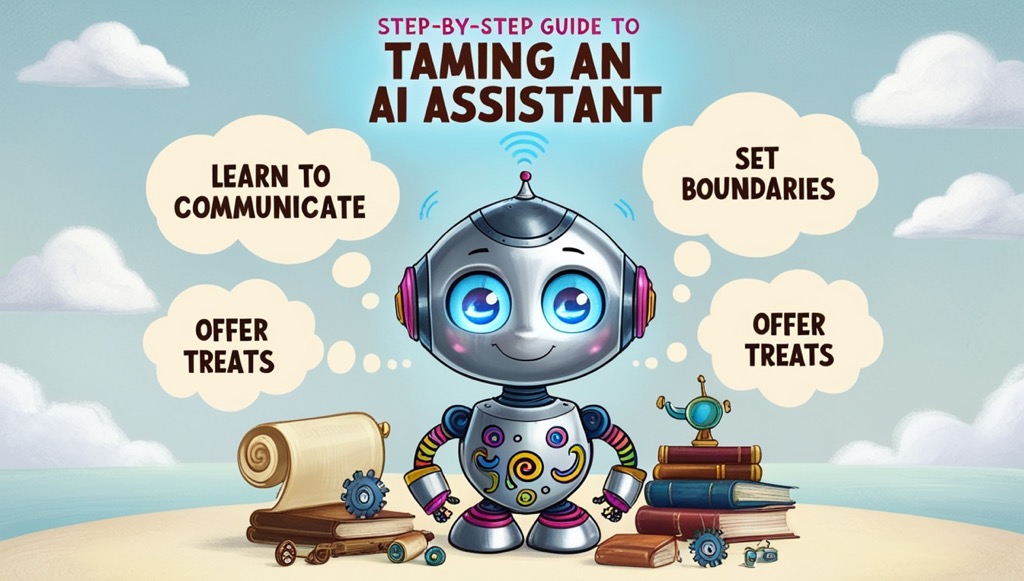 STEP-BY-STEP GUIDE TO
TAMING AN
AI ASSISTANT
LEARN TO
COMMUNICATE
SET
BOUNDARIES
OFFER
TREATS
OFFER
TREATS